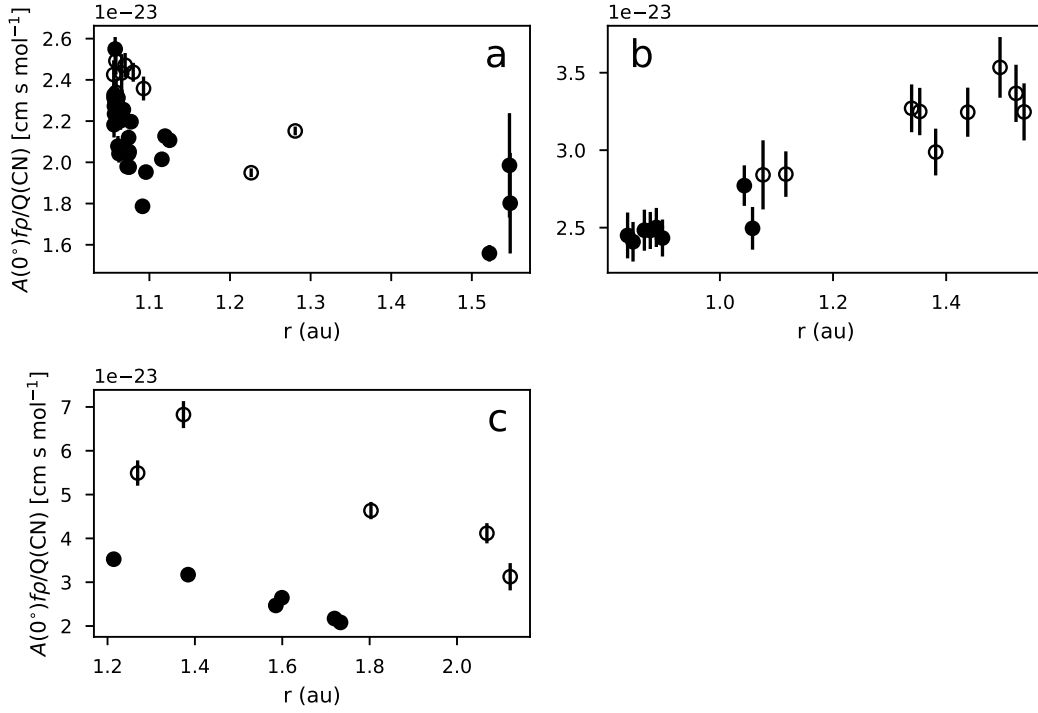 1e−23
a
2.6
2.4
2.2
2.0
1.8
1.6
A(0°)fρ/Q(CN) [cm s mol⁻¹]
1.1
1.2
1.3
1.4
1.5
r (au)
1e−23
b
3.5
3.0
2.5
1.0
1.2
1.4
r (au)
1e−23
c
7
6
5
4
3
2
A(0°)fρ/Q(CN) [cm s mol⁻¹]
1.2
1.4
1.6
1.8
2.0
r (au)